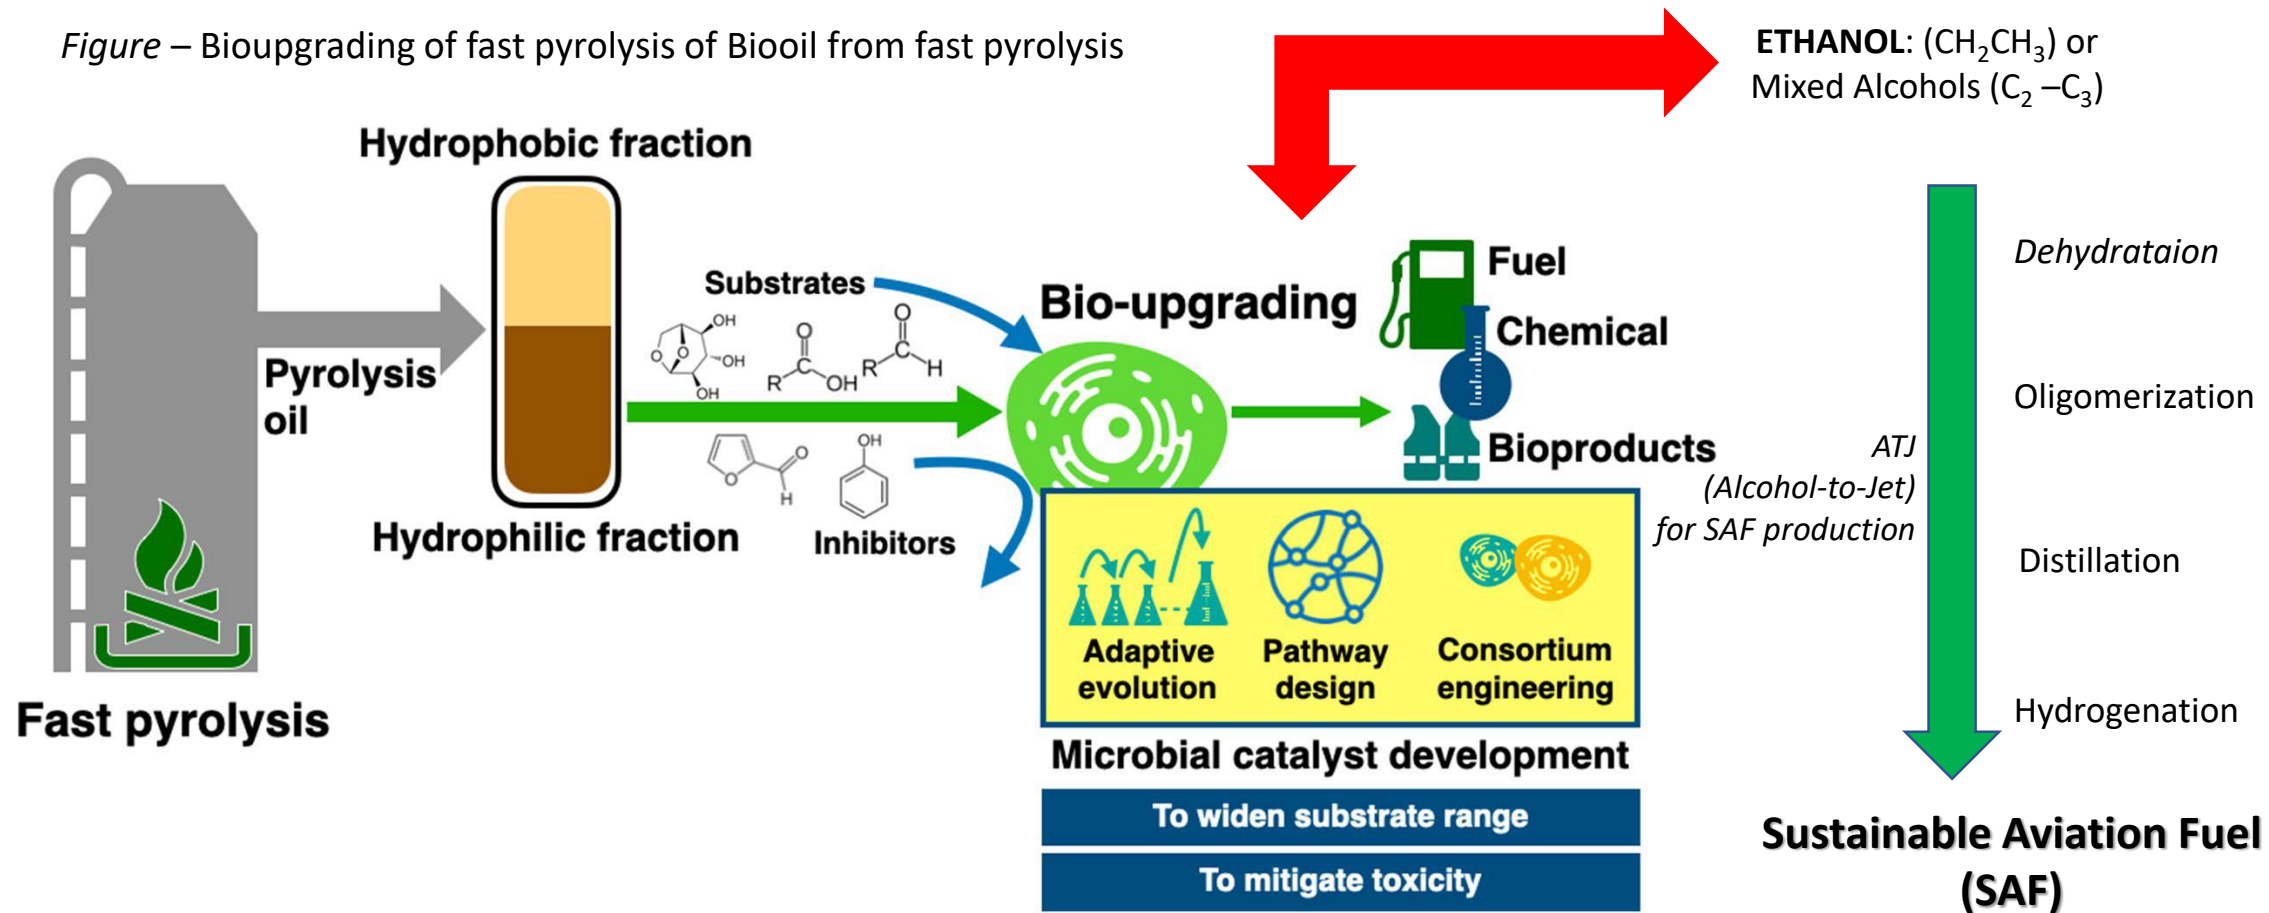 Figure – Bioupgrading of fast pyrolysis of Biooil from fast pyrolysis
ETHANOL: (CH₂CH₃) or
Mixed Alcohols (C₂ –C₃)
Hydrophobic fraction
Pyrolysis
oil
Hydrophilic fraction
Fast pyrolysis
Substrates
O
O
OH
OH
OH
O
R
OH
O
R
H
O
O
H
OH
Inhibitors
Bio-upgrading
Fuel
Chemical
Bioproducts
Adaptive
evolution
Pathway
design
Consortium
engineering
Microbial catalyst development
To widen substrate range
To mitigate toxicity
ATJ
(Alcohol-to-Jet)
for SAF production
Dehydrataion
Oligomerization
Distillation
Hydrogenation
Sustainable Aviation Fuel
(SAF)